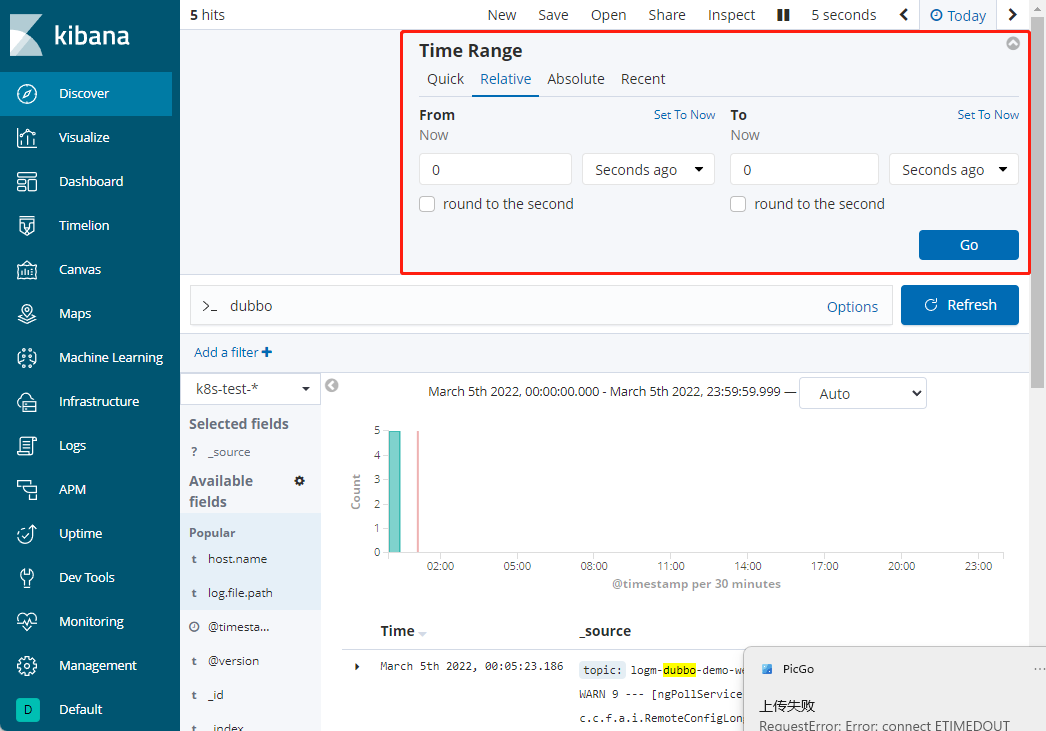 kibana
Discover
Visualize
Dashboard
Timelion
Canvas
Maps
Machine Learning
Infrastructure
Logs
APM
Uptime
Dev Tools
Monitoring
Management
D Default
5 hits
New Save Open Share Inspect 5 seconds Today
Time Range
Quick Relative Absolute Recent
From Set To Now To Set To Now
Now Now
0 Seconds ago 0 Seconds ago
round to the second round to the second
Go
>_ dubbo Options Refresh
Add a filter +
k8s-test-*
March 5th 2022, 00:00:00.000 - March 5th 2022, 23:59:59.999 — Auto
Selected fields
? _source
Available
fields
Popular
t host.name
t log.file.path
@timesta...
t @version
t _id
t _index
5
4
3
2
1
0
Count
02:00 05:00 08:00 11:00 14:00 17:00 20:00 23:00
@timestamp per 30 minutes
Time _source
March 5th 2022, 00:05:23.186 topic: logm-dubbo-demo-we
WARN 9 --- [ngPollService
c.c.f.a.i.RemoteConfigLon
PicGo
...
上传失败
RequestError: Error: connect ETIMEDOUT